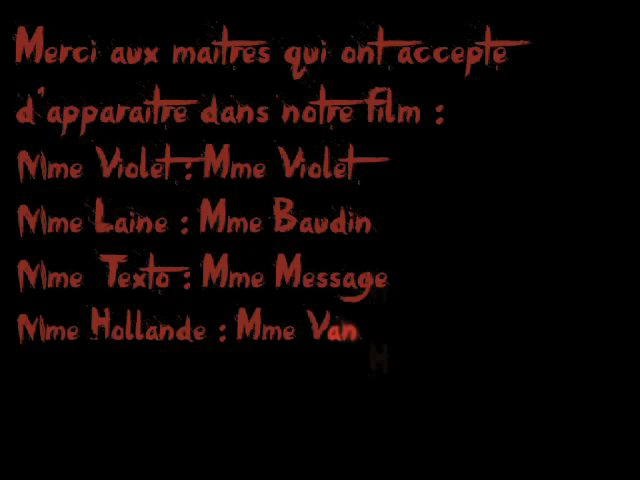 Merci aux maitres qui ont accepte
d'apparaitre dans notre film :
Mme Violet : Mme Violet
Mme Laine : Mme Baudin
Mme Texto : Mme Message
Mme Hollande : Mme Van
H